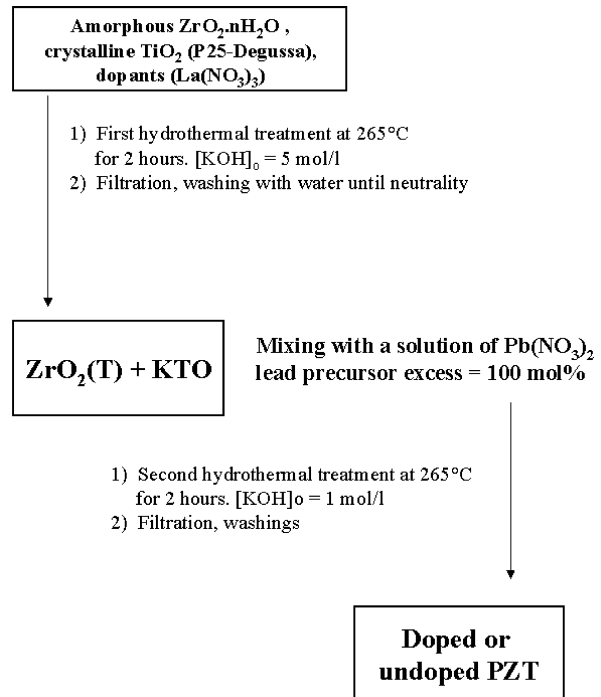 Amorphous ZrO₂.nH₂O ,
crystalline TiO₂ (P25-Degussa),
dopants (La(NO₃)₃)
1) First hydrothermal treatment at 265°C
for 2 hours. [KOH]ₒ = 5 mol/l
2) Filtration, washing with water until neutrality
ZrO₂(T) + KTO
Mixing with a solution of Pb(NO₃)₂
lead precursor excess = 100 mol%
1) Second hydrothermal treatment at 265°C
for 2 hours. [KOH]o = 1 mol/l
2) Filtration, washings
Doped or
undoped PZT